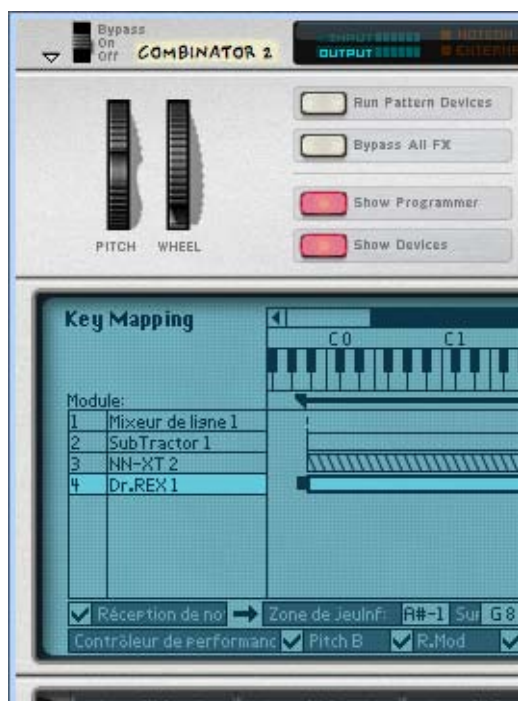 Bypass
On
Off
COMBINATOR 2
INPUT
OUTPUT
Run Pattern Devices
Bypass All FX
Show Programmer
Show Devices
PITCH WHEEL
Key Mapping
C0 C1
Module:
1 Mixeur de ligne 1
2 SubTractor 1
3 NN-XT 2
4 Dr.REX 1
Réception de no Zone de jeu Inf: A#-1 Sur G8
Contrôleur de performanc Pitch B R.Mod